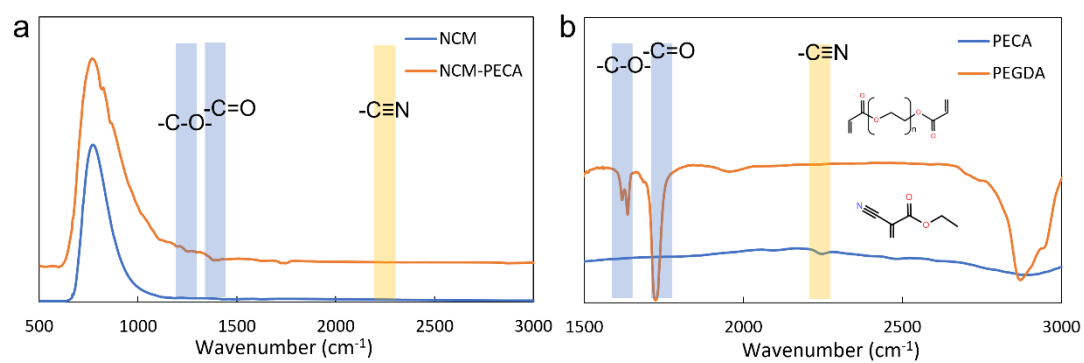 a
NCM
NCM-PECA
-C-O-
-C=O
-C≡N
500
1000
1500
2000
2500
3000
Wavenumber (cm-1)
b
PECA
PEGDA
-C-O-
-C=O
-C≡N
O
O
n
O
O
N
O
O
1500
2000
2500
3000
Wavenumber (cm-1)